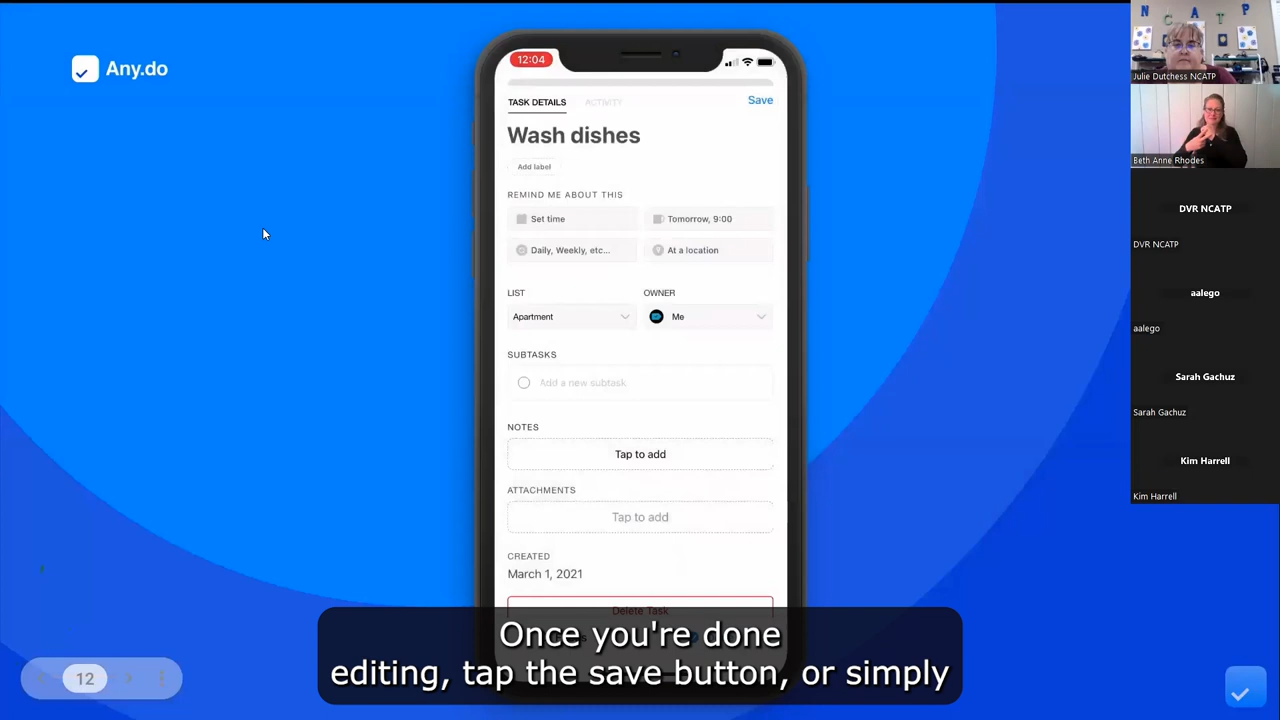 Any.do
12:04
TASK DETAILS ACTIVITY Save
Wash dishes
Add label
REMIND ME ABOUT THIS
Set time Tomorrow, 9:00
Daily, Weekly, etc... At a location
LIST OWNER
Apartment Me
SUBTASKS
Add a new subtask
NOTES
Tap to add
ATTACHMENTS
Tap to add
CREATED
March 1, 2021
Delete Task
Once you're done
editing, tap the save button, or simply
12
N C A T P
Julie Dutchess NCATP
Beth Anne Rhodes
DVR NCATP
DVR NCATP
aalego
aalego
Sarah Gachuz
Sarah Gachuz
Kim Harrell
Kim Harrell